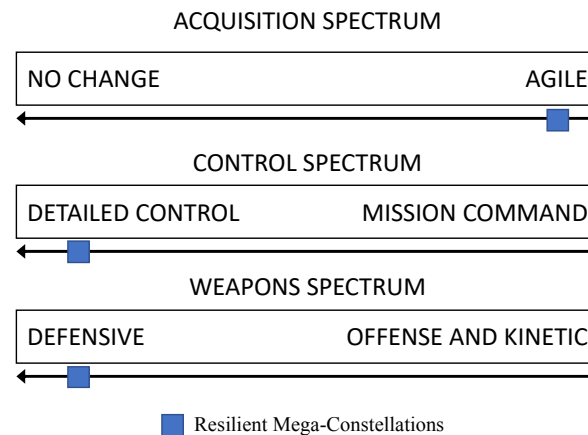 ACQUISITION SPECTRUM
NO CHANGE AGILE
CONTROL SPECTRUM
DETAILED CONTROL MISSION COMMAND
WEAPONS SPECTRUM
DEFENSIVE OFFENSE AND KINETIC
Resilient Mega-Constellations